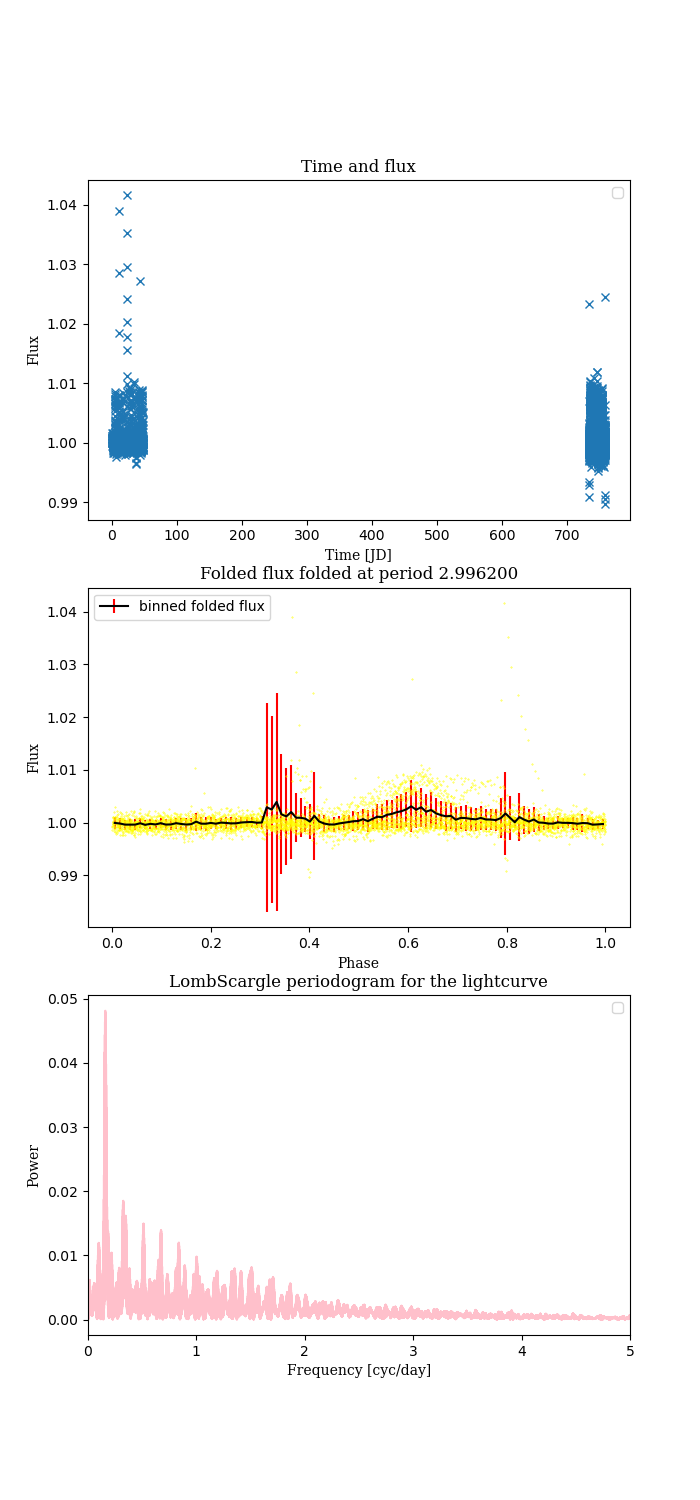 Time and flux
1.04
1.03
1.02
1.01
1.00
0.99
Flux
0 100 200 300 400 500 600 700
Time [JD]
Folded flux folded at period 2.996200
binned folded flux
1.04
1.03
1.02
1.01
1.00
0.99
Flux
0.0 0.2 0.4 0.6 0.8 1.0
Phase
LombScargle periodogram for the lightcurve
0.05
0.04
0.03
0.02
0.01
0.00
Power
0 1 2 3 4 5
Frequency [cyc/day]